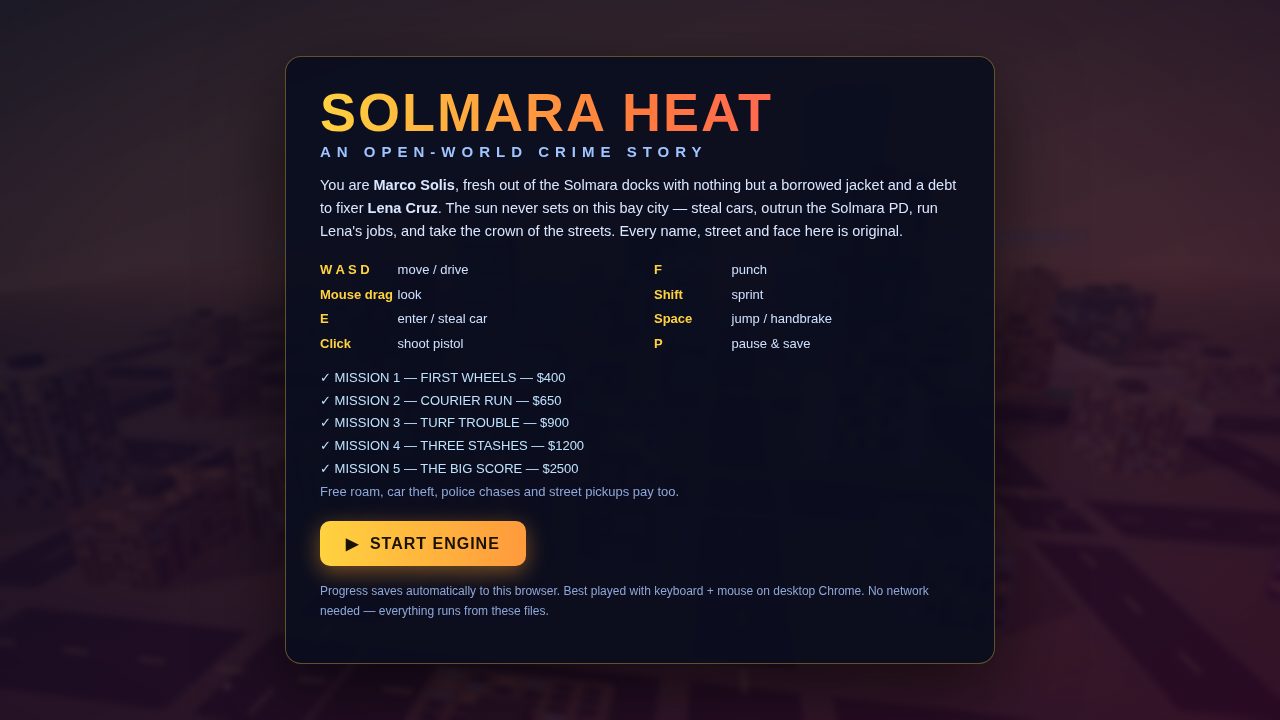 SOLMARA HEAT
AN OPEN-WORLD CRIME STORY
You are Marco Solis, fresh out of the Solmara docks with nothing but a borrowed jacket and a debt
to fixer Lena Cruz. The sun never sets on this bay city — steal cars, outrun the Solmara PD, run
Lena's jobs, and take the crown of the streets. Every name, street and face here is original.
W A S D move / drive
F punch
Mouse drag look
Shift sprint
E enter / steal car
Space jump / handbrake
Click shoot pistol
P pause & save
✓ MISSION 1 — FIRST WHEELS — $400
✓ MISSION 2 — COURIER RUN — $650
✓ MISSION 3 — TURF TROUBLE — $900
✓ MISSION 4 — THREE STASHES — $1200
✓ MISSION 5 — THE BIG SCORE — $2500
Free roam, car theft, police chases and street pickups pay too.
▶ START ENGINE
Progress saves automatically to this browser. Best played with keyboard + mouse on desktop Chrome. No network
needed — everything runs from these files.